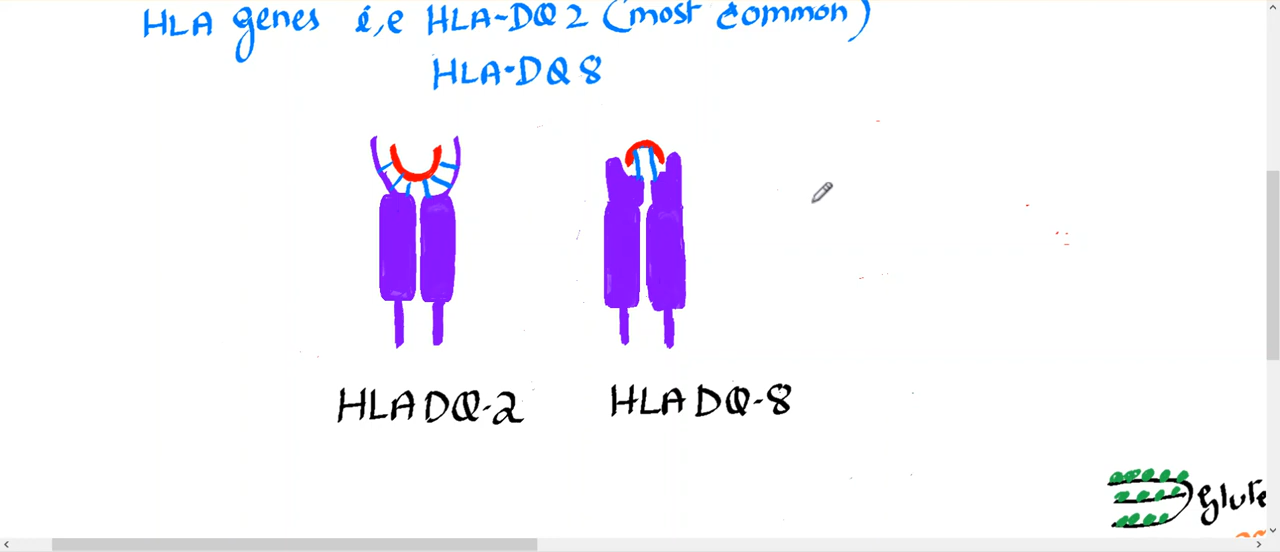 HLA genes i,e HLA-DQ2 (most common)
HLA-DQ8
HLA DQ-2 HLA DQ-8